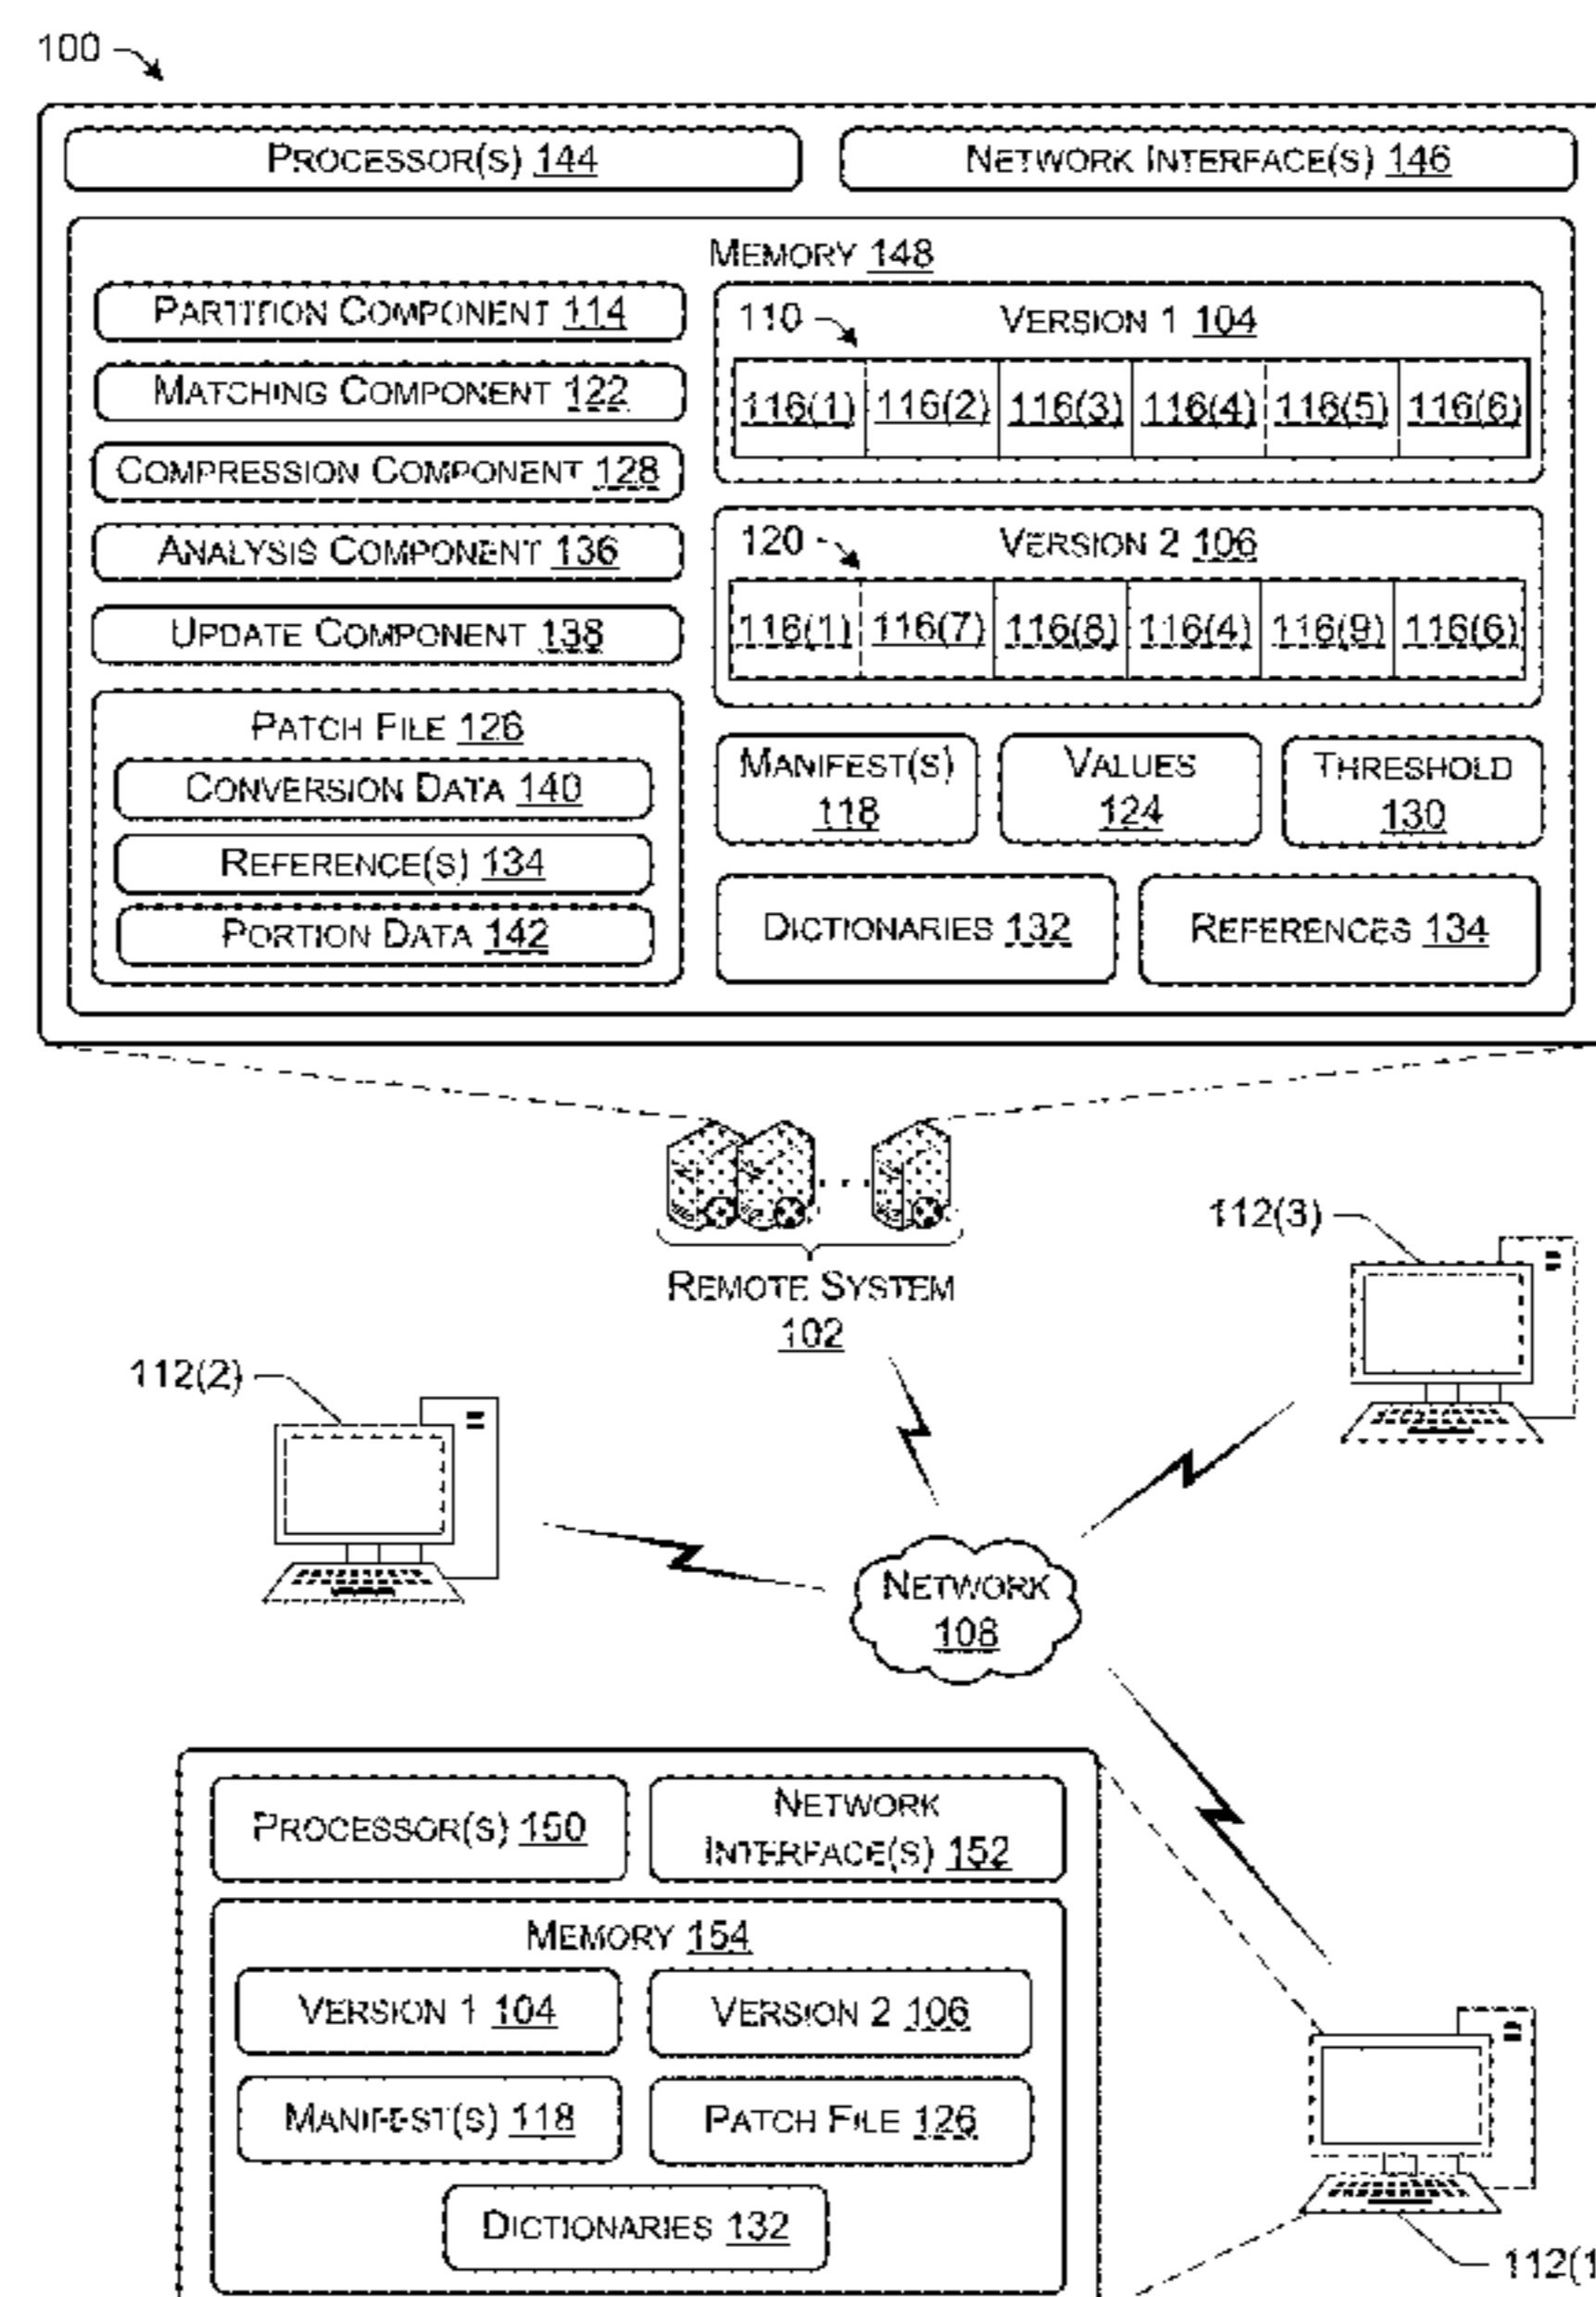 100
PROCESSOR(S) 144
NETWORK INTERFACE(S) 146
MEMORY 148
PARTITION COMPONENT 114
MATCHING COMPONENT 122
COMPRESSION COMPONENT 128
ANALYSIS COMPONENT 136
UPDATE COMPONENT 138
PATCH FILE 126
CONVERSION DATA 140
REFERENCE(S) 134
PORTION DATA 142
110
VERSION 1 104
116(1) 116(2) 116(3) 116(4) 116(5) 116(6)
120
VERSION 2 106
116(1) 116(7) 116(8) 116(4) 116(9) 116(6)
MANIFEST(S)
118
VALUES
124
THRESHOLD
130
DICTIONARIES 132
REFERENCES 134
REMOTE SYSTEM
102
112(3)
112(2)
NETWORK
108
PROCESSOR(S) 150
NETWORK
INTERFACE(S) 152
MEMORY 154
VERSION 1 104
VERSION 2 106
MANIFEST(S) 118
PATCH FILE 126
DICTIONARIES 132
112(1